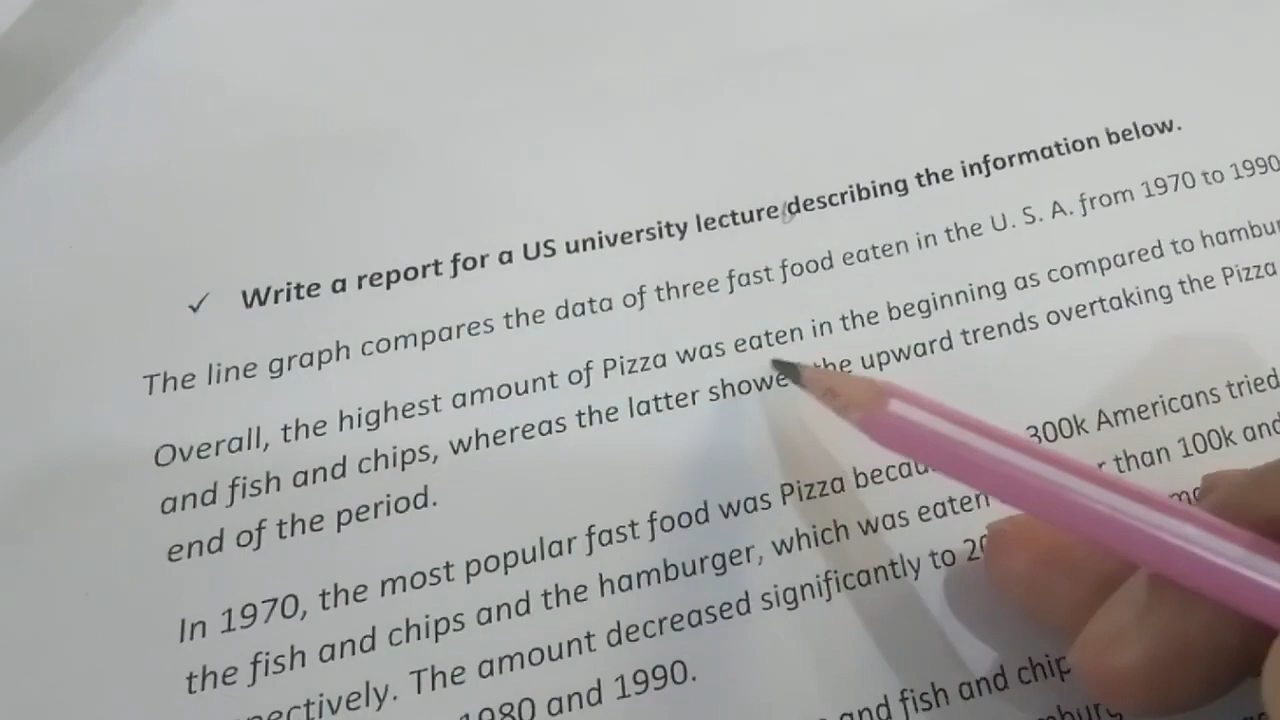 ✓ Write a report for a US university lecture describing the information below.
The line graph compares the data of three fast food eaten in the U. S. A. from 1970 to 1990
Overall, the highest amount of Pizza was eaten in the beginning as compared to
and fish and chips, whereas the latter the upward trends overtaking the Pizza
end of the period.
In 1970, the most popular fast food was Pizza 300k Americans tried
the fish and chips and the hamburger, which was eaten than 100k and
The amount decreased significantly to
1980 and 1990.
and fish and chip